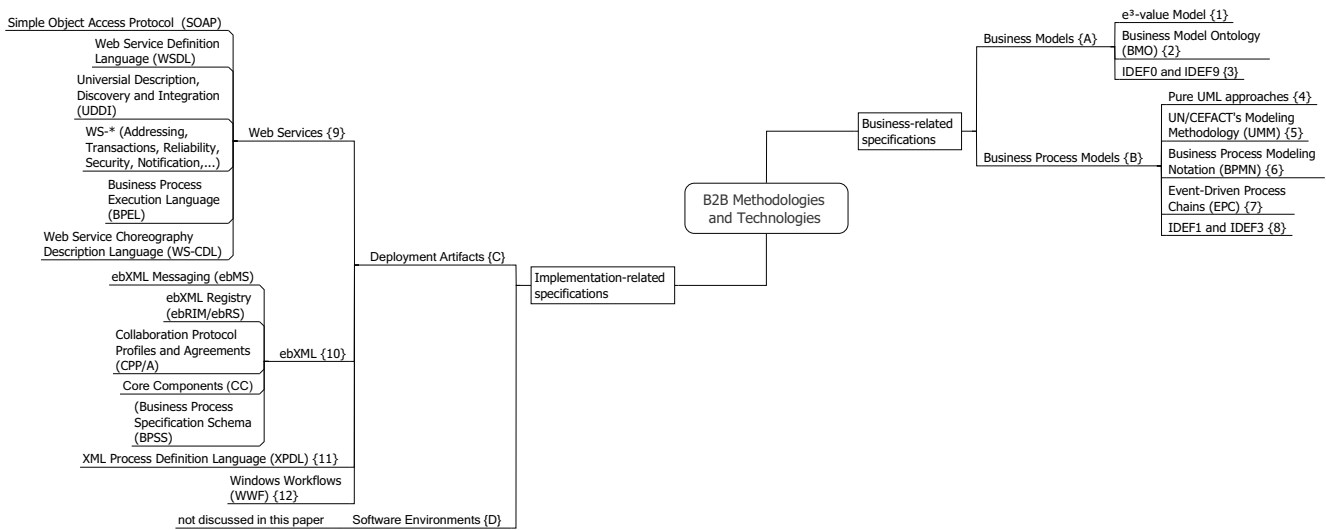 Simple Object Access Protocol (SOAP)
Web Service Definition
Language (WSDL)
Universial Description,
Discovery and Integration
(UDDI)
WS-* (Addressing,
Transactions, Reliability,
Security, Notification,...)
Business Process
Execution Language
(BPEL)
Web Service Choreography
Description Language (WS-CDL)
Web Services {9}
ebXML Messaging (ebMS)
ebXML Registry
(ebRIM/ebRS)
Collaboration Protocol
Profiles and Agreements
(CPP/A)
Core Components (CC)
(Business Process
Specification Schema
(BPSS)
ebXML {10}
XML Process Definition Language (XPDL) {11}
Windows Workflows
(WWF) {12}
Deployment Artifacts {C}
not discussed in this paper
Software Environments {D}
Implementation-related
specifications
B2B Methodologies
and Technologies
Business-related
specifications
Business Models {A}
e³-value Model {1}
Business Model Ontology
(BMO) {2}
IDEF0 and IDEF9 {3}
Business Process Models {B}
Pure UML approaches {4}
UN/CEFACT's Modeling
Methodology (UMM) {5}
Business Process Modeling
Notation (BPMN) {6}
Event-Driven Process
Chains (EPC) {7}
IDEF1 and IDEF3 {8}